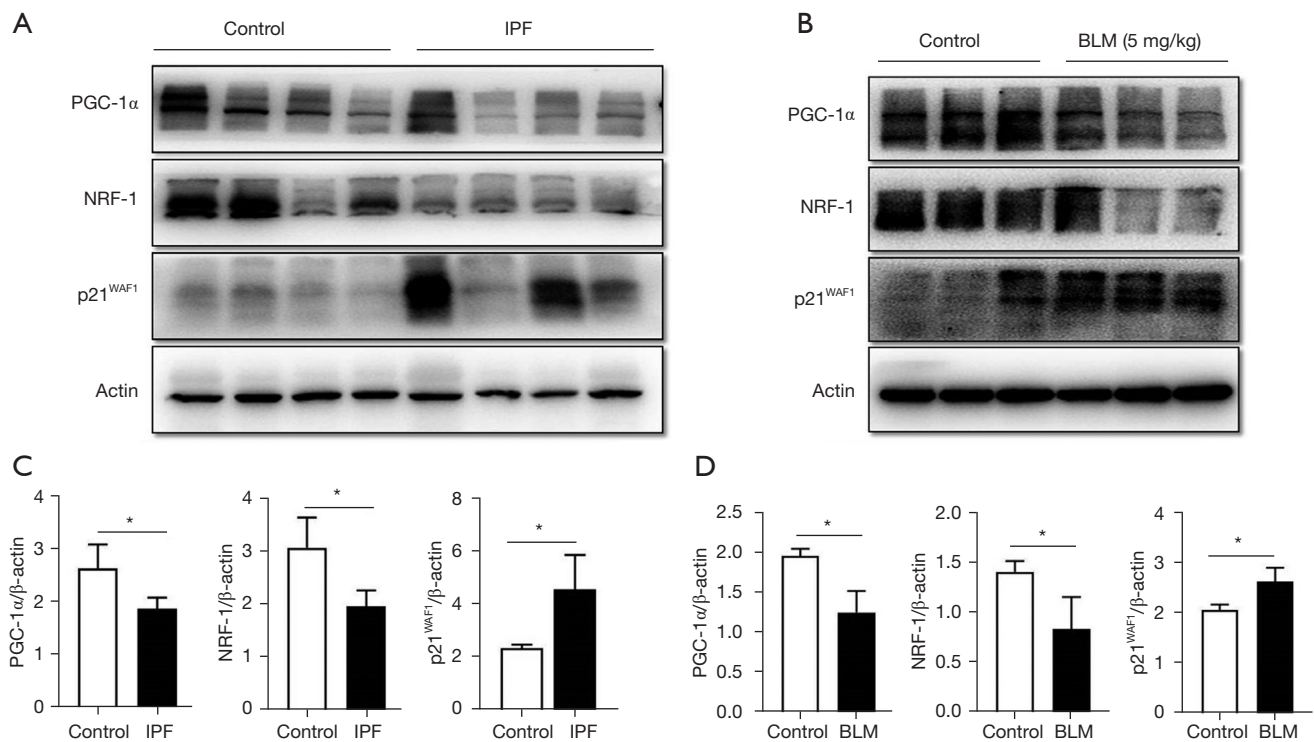 A
Control IPF
PGC-1α
NRF-1
p21WAF1
Actin
B
Control BLM (5 mg/kg)
PGC-1α
NRF-1
p21WAF1
Actin
C
PGC-1α/β-actin
4
3
2
1
0
*
Control IPF
NRF-1/β-actin
4
3
2
1
0
*
Control IPF
p21WAF1/β-actin
8
6
4
2
0
*
Control IPF
D
PGC-1α/β-actin
2.5
2.0
1.5
1.0
0.5
0.0
*
Control BLM
NRF-1/β-actin
2.0
1.5
1.0
0.5
0.0
*
Control BLM
p21WAF1/β-actin
4
3
2
1
0
*
Control BLM